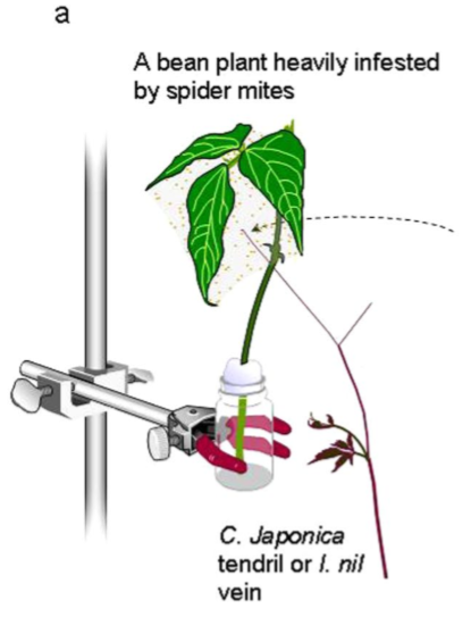 a
A bean plant heavily infested
by spider mites
C. Japonica
tendril or I. nil
vein